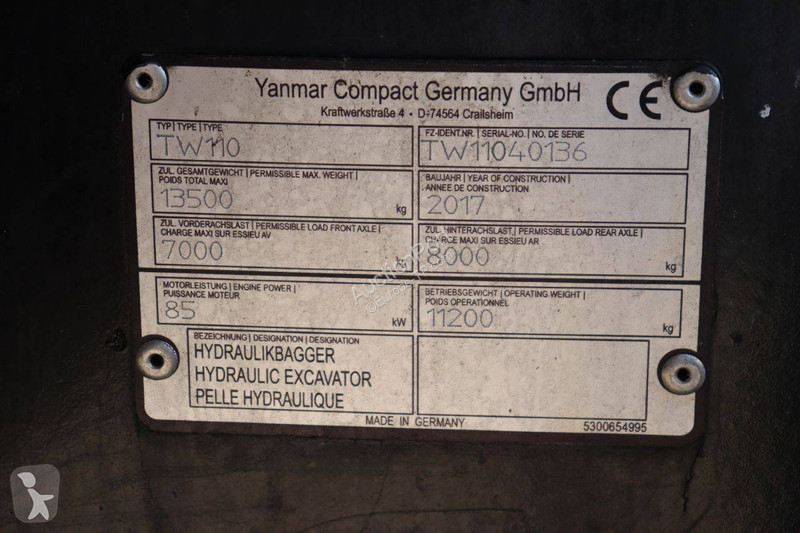 Yanmar Compact Germany GmbH
Kraftwerkstraße 4 • D-74564 Crailsheim
CE
TYP | TYPE | TYPE
TW110
FZ-IDENT.NR. | SERIAL-NO. | NO. DE SERIE
TW11040136
ZUL. GESAMTGEWICHT | PERMISSIBLE MAX. WEIGHT |
POIDS TOTAL MAXI
13500 kg
BAUJAHR | YEAR OF CONSTRUCTION |
ANNEE DE CONSTRUCTION
2017
ZUL. VORDERACHSLAST | PERMISSIBLE LOAD FRONT AXLE |
CHARGE MAXI SUR ESSIEU AV
7000 kg
ZUL. HINTERACHSLAST | PERMISSIBLE LOAD REAR AXLE |
CHARGE MAXI SUR ESSIEU AR
8000 kg
MOTORLEISTUNG | ENGINE POWER |
PUISSANCE MOTEUR
85 kW
BETRIEBSGEWICHT | OPERATING WEIGHT |
POIDS OPERATIONNEL
11200 kg
BEZEICHNUNG | DESIGNATION | DESIGNATION
HYDRAULIKBAGGER
HYDRAULIC EXCAVATOR
PELLE HYDRAULIQUE
MADE IN GERMANY
5300654995